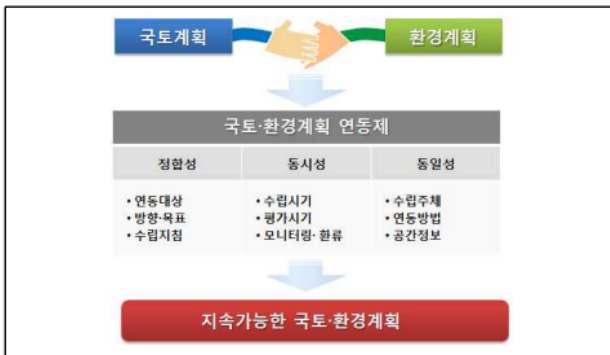 국토계획
환경계획
국토·환경계획 연동제
정합성 동시성 동일성
• 연동대상 • 수립시기 • 수립주체
• 방향·목표 • 평가시기 • 연동방법
• 수립지침 • 모니터링·환류 • 공간정보
지속가능한 국토·환경계획